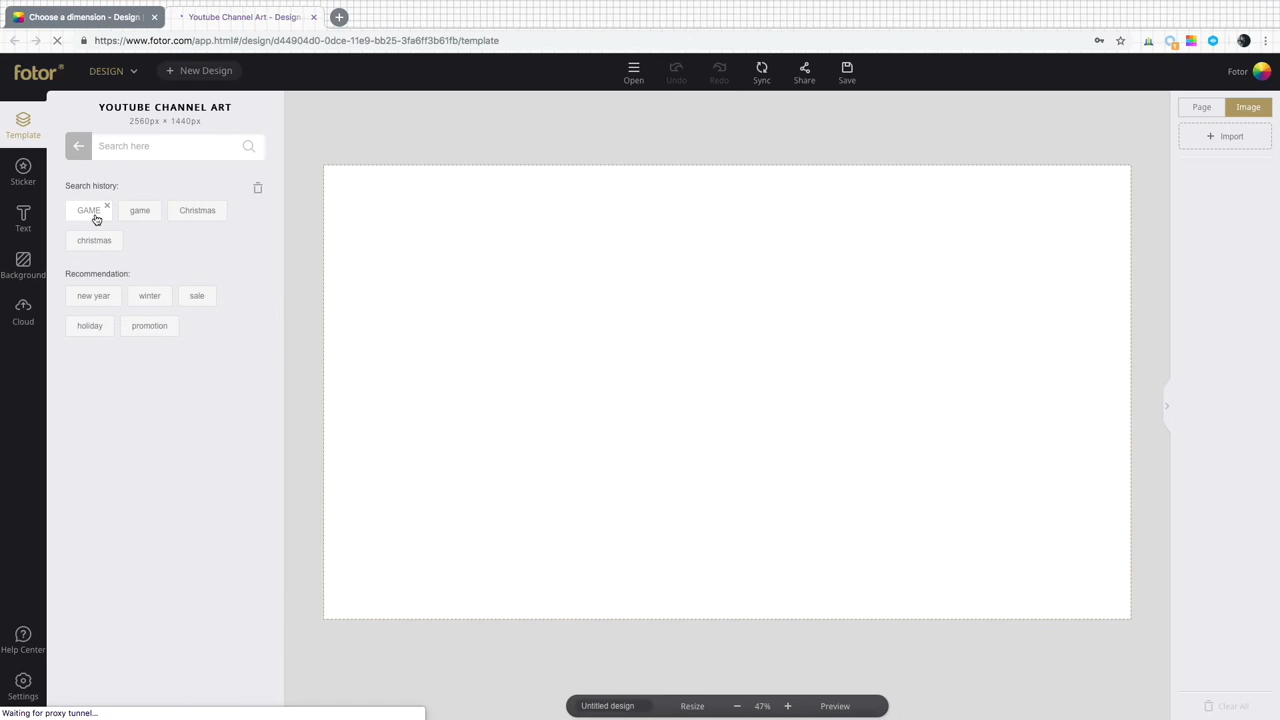 Choose a dimension - Design
Youtube Channel Art - Design
https://www.fotor.com/app.html#/design/d44904d0-0dce-11e9-bb25-3fa6ff3b61fb/template
fotor®
DESIGN
New Design
Open
Undo
Redo
Sync
Share
Save
Fotor
Template
Sticker
Text
Background
Cloud
Help Center
Settings
YOUTUBE CHANNEL ART
2560px × 1440px
Search here
Search history:
GAME
game
Christmas
christmas
Recommendation:
new year
winter
sale
holiday
promotion
Page
Image
Import
Untitled design
Resize
47%
Preview
Clear All
Waiting for proxy tunnel...